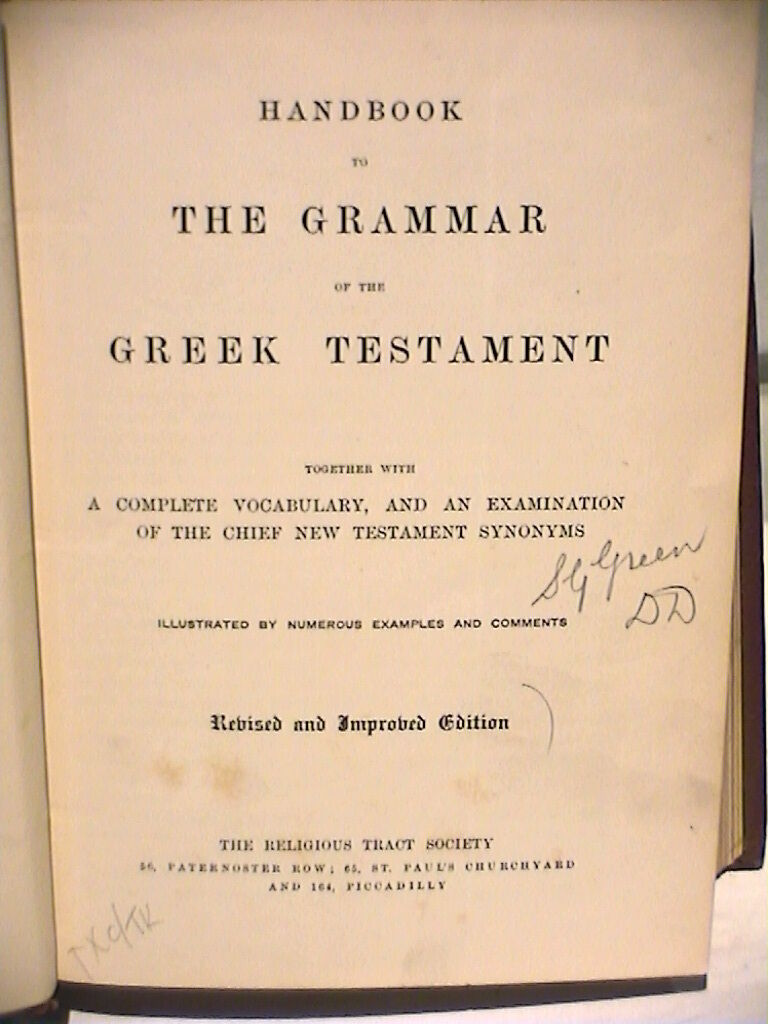 HANDBOOK
TO
THE GRAMMAR
OF THE
GREEK TESTAMENT
TOGETHER WITH
A COMPLETE VOCABULARY, AND AN EXAMINATION
OF THE CHIEF NEW TESTAMENT SYNONYMS
SG Green
DD
ILLUSTRATED BY NUMEROUS EXAMPLES AND COMMENTS
Revised and Improved Edition
THE RELIGIOUS TRACT SOCIETY
56, PATERNOSTER ROW; 65, ST. PAUL'S CHURCHYARD
AND 164, PICCADILLY